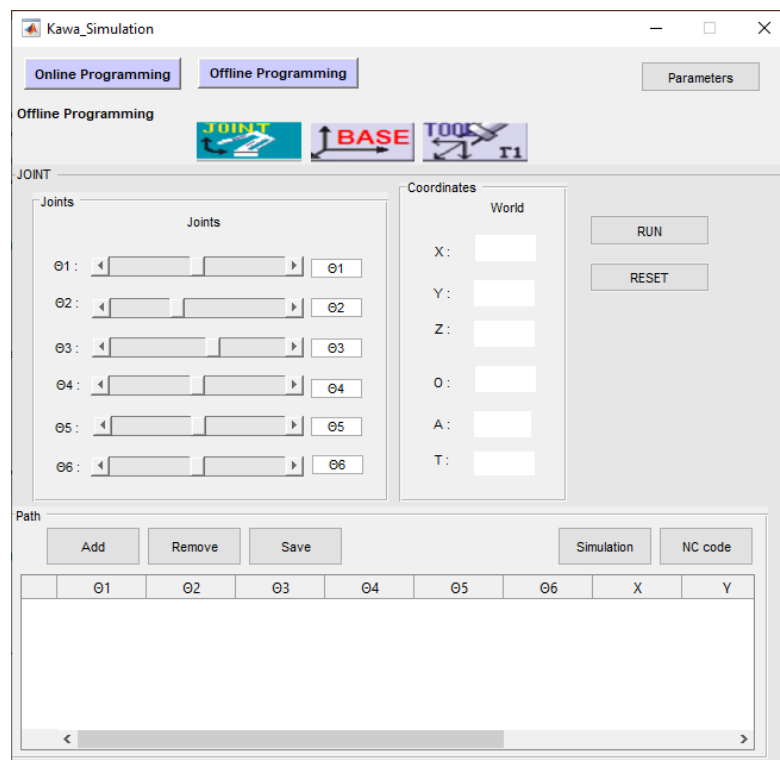 Kawa_Simulation
Online Programming Offline Programming Parameters
Offline Programming
JOINT BASE TOOL T1
JOINT
Joints Coordinates
Joints World
RUN
RESET
Θ1 : Θ1
Θ2 : Θ2
Θ3 : Θ3
Θ4 : Θ4
Θ5 : Θ5
Θ6 : Θ6
X :
Y :
Z :
O :
A :
T :
Path
Add Remove Save Simulation NC code
Θ1 Θ2 Θ3 Θ4 Θ5 Θ6 X Y